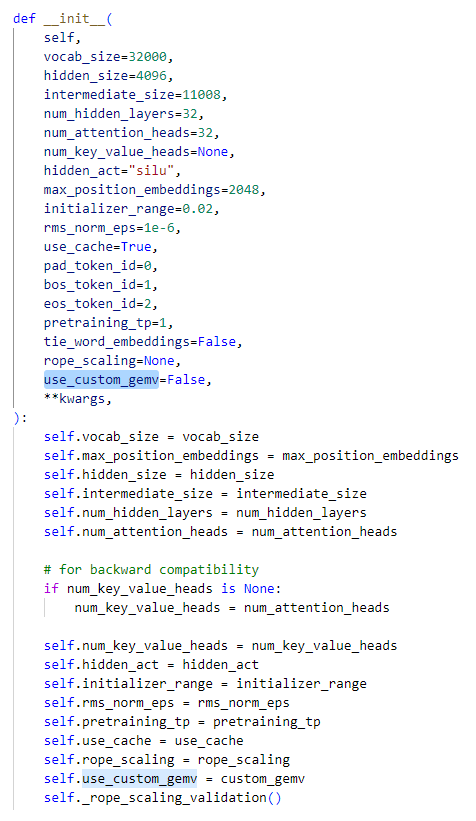 def __init__(
    self,
    vocab_size=32000,
    hidden_size=4096,
    intermediate_size=11008,
    num_hidden_layers=32,
    num_attention_heads=32,
    num_key_value_heads=None,
    hidden_act="silu",
    max_position_embeddings=2048,
    initializer_range=0.02,
    rms_norm_eps=1e-6,
    use_cache=True,
    pad_token_id=0,
    bos_token_id=1,
    eos_token_id=2,
    pretraining_tp=1,
    tie_word_embeddings=False,
    rope_scaling=None,
    use_custom_gemv=False,
    **kwargs,
):
    self.vocab_size = vocab_size
    self.max_position_embeddings = max_position_embeddings
    self.hidden_size = hidden_size
    self.intermediate_size = intermediate_size
    self.num_hidden_layers = num_hidden_layers
    self.num_attention_heads = num_attention_heads

    # for backward compatibility
    if num_key_value_heads is None:
        num_key_value_heads = num_attention_heads

    self.num_key_value_heads = num_key_value_heads
    self.hidden_act = hidden_act
    self.initializer_range = initializer_range
    self.rms_norm_eps = rms_norm_eps
    self.pretraining_tp = pretraining_tp
    self.use_cache = use_cache
    self.rope_scaling = rope_scaling
    self.use_custom_gemv = custom_gemv
    self._rope_scaling_validation()